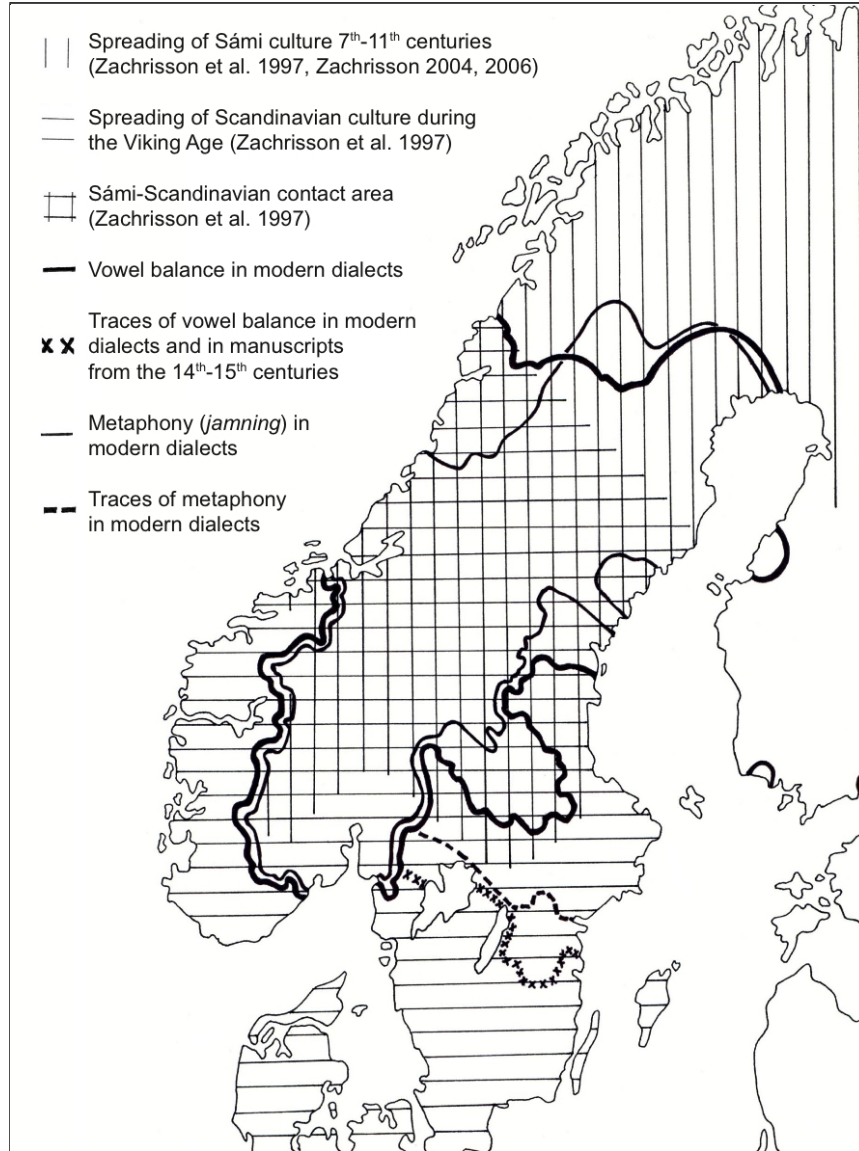 Spreading of Sámi culture 7th-11th centuries
(Zachrisson et al. 1997, Zachrisson 2004, 2006)
Spreading of Scandinavian culture during
the Viking Age (Zachrisson et al. 1997)
Sámi-Scandinavian contact area
(Zachrisson et al. 1997)
Vowel balance in modern dialects
Traces of vowel balance in modern
dialects and in manuscripts
from the 14th-15th centuries
Metaphony (jamning) in
modern dialects
Traces of metaphony
in modern dialects